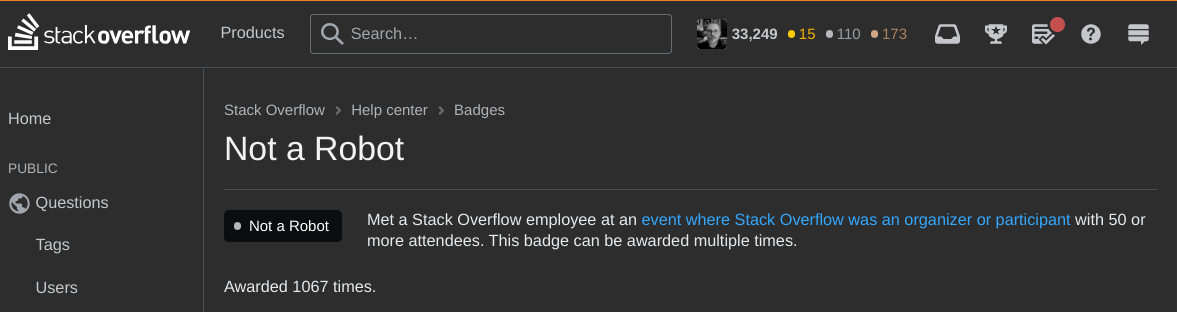 stackoverflow Products Search… 33,249 15 110 173
Stack Overflow Help center Badges
Home
Not a Robot
PUBLIC
Questions
Not a Robot
Met a Stack Overflow employee at an event where Stack Overflow was an organizer or participant with 50 or
more attendees. This badge can be awarded multiple times.
Tags
Users
Awarded 1067 times.